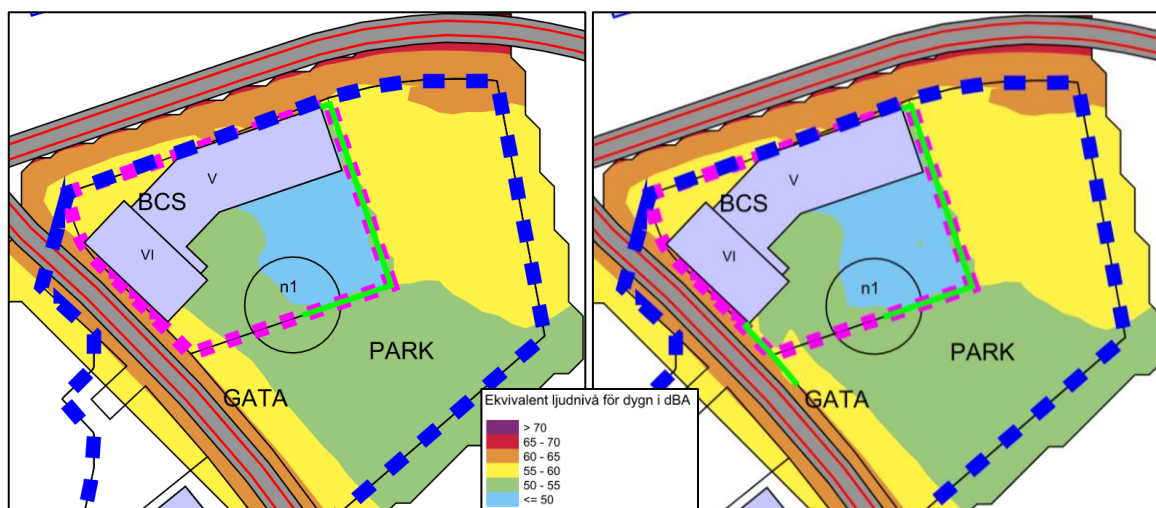 V
BCS
VI
n1
PARK
GATA
V
BCS
VI
n1
PARK
GATA
Ekvivalent ljudnivå för dygn i dBA
> 70
65 - 70
60 - 65
55 - 60
50 - 55
<= 50